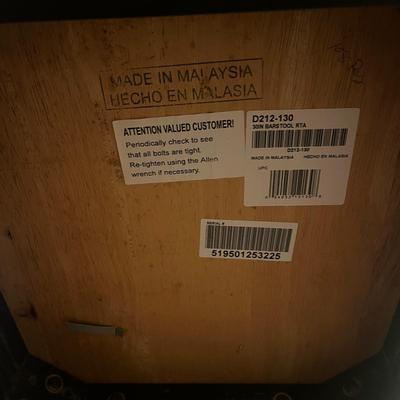 MADE IN MALAYSIA
HECHO EN MALASIA
ATTENTION VALUED CUSTOMER!
Periodically check to see
that all bolts are tight.
Re-tighten using the Allen
wrench if necessary.
D212-130
30IN BARSTOOL RTA
D212-130
MADE IN MALAYSIA HECHO EN MALASIA
UPC
SERIAL #
519501253225